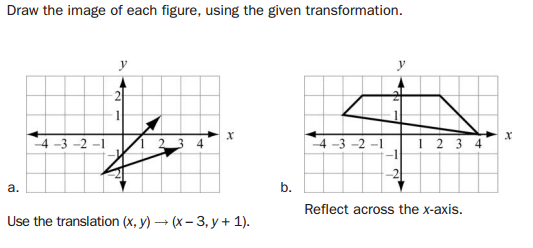 Draw the image of each figure, using the given transformation.
y
2
1
-4 -3 -2 -1 1 2 3 4 x
-1
-2
a.
Use the translation (x, y) → (x – 3, y + 1).
y
2
1
-4 -3 -2 -1 1 2 3 4 x
-1
-2
b.
Reflect across the x-axis.